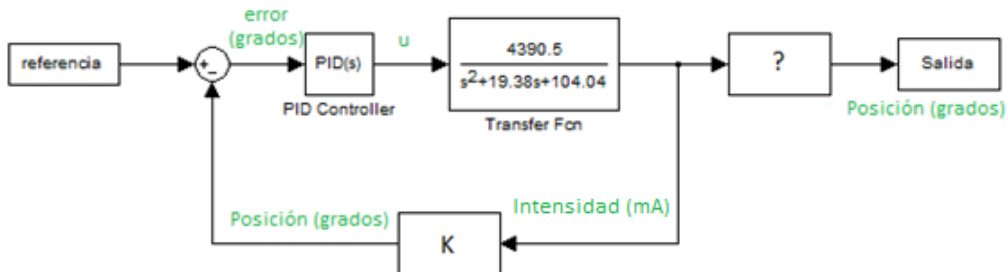 error
(grados)
u
referencia
+
-
PID(s)
PID Controller
4390.5
s²+19.38s+104.04
Transfer Fcn
?
Salida
Posición (grados)
Posición (grados)
Intensidad (mA)
K